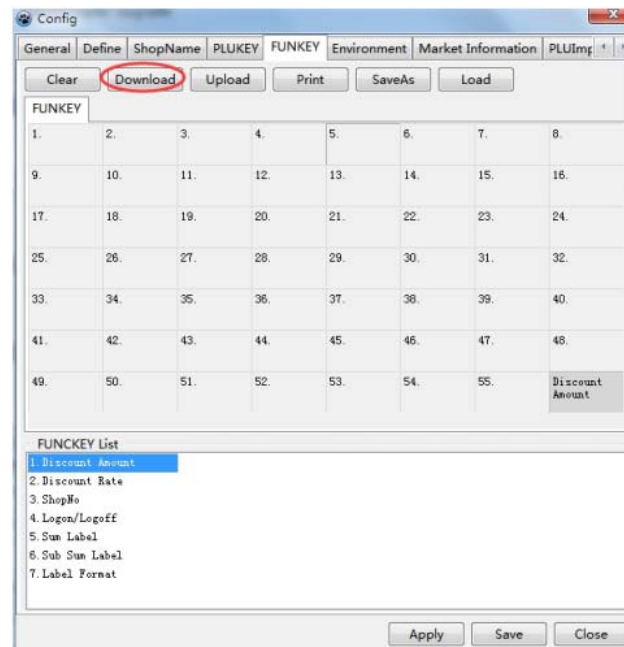 Config
General Define ShopName PLUKEY FUNKEY Environment Market Information PLUImp
Clear Download Upload Print SaveAs Load
FUNKEY
1. 2. 3. 4. 5. 6. 7. 8.
9. 10. 11. 12. 13. 14. 15. 16.
17. 18. 19. 20. 21. 22. 23. 24.
25. 26. 27. 28. 29. 30. 31. 32.
33. 34. 35. 36. 37. 38. 39. 40.
41. 42. 43. 44. 45. 46. 47. 48.
49. 50. 51. 52. 53. 54. 55. Discount
Amount
FUNCKEY List
1.Discount Amount
2.Discount Rate
3.ShopNo
4.Logon/Logoff
5.Sum Label
6.Sub Sum Label
7.Label Format
Apply Save Close